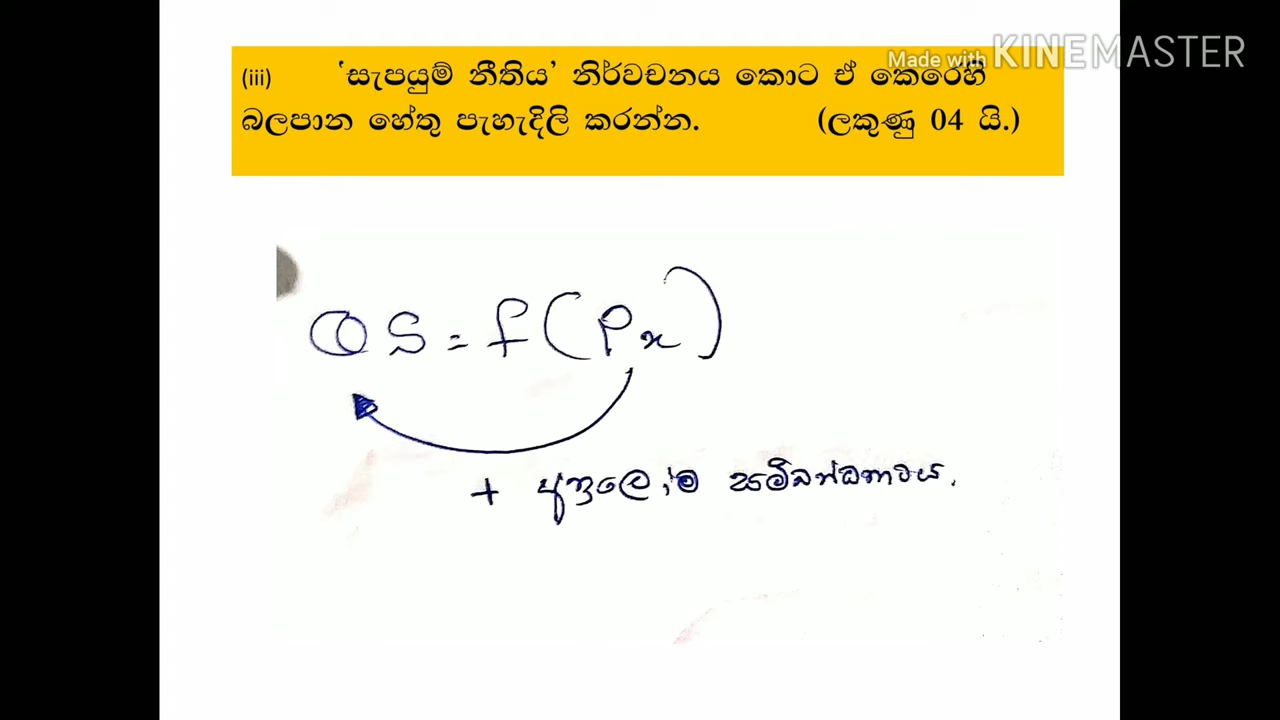 Made with KINEMASTER
(iii) 'සැපයුම් නීතිය' නිර්වචනය කොට ඒ කෙරෙහි
බලපාන හේතු පැහැදිලි කරන්න. (ලකුණු 04 යි.)
QS = f(Px)
+ අනුලෝම සම්බන්ධතාවය.